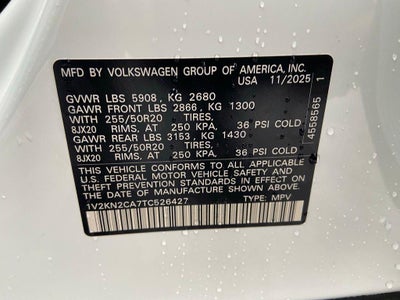 MFD. BY VOLKSWAGEN GROUP OF AMERICA, INC.
USA 11/2025
GVWR LBS 5908, KG 2680
GAWR FRONT LBS 2866, KG 1300
WITH 255/50R20 TIRES,
8JX20 RIMS, AT 250 KPA, 36 PSI COLD
GAWR REAR LBS 3153, KG 1430
WITH 255/50R20 TIRES,
8JX20 RIMS, AT 250 KPA, 36 PSI COLD
THIS VEHICLE CONFORMS TO ALL APPLICABLE
U.S. FEDERAL MOTOR VEHICLE SAFETY STANDARDS IN EFFECT ON
THE DATE OF MANUFACTURE SHOWN ABOVE.
1V2KN2CA7TC526427 TYPE: MPV
4558565 1